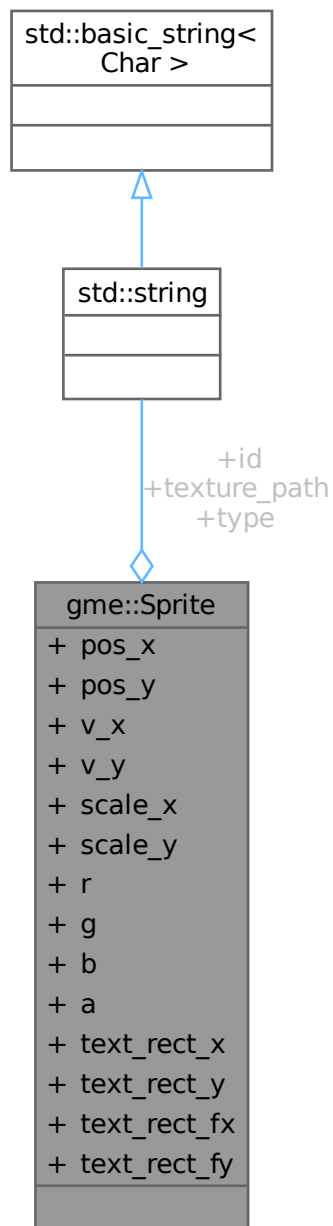 std::basic_string<
Char >
std::string
+id
+texture_path
+type
gme::Sprite
+ pos_x
+ pos_y
+ v_x
+ v_y
+ scale_x
+ scale_y
+ r
+ g
+ b
+ a
+ text_rect_x
+ text_rect_y
+ text_rect_fx
+ text_rect_fy